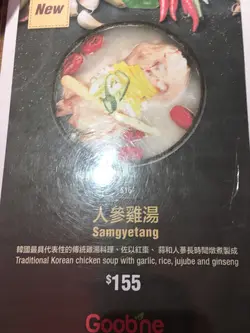 New
人參雞湯
Samgyetang
韓國最具代表性的傳統雞湯料理。佐以紅棗、蒜和人蔘長時間燉煮製成
Traditional Korean chicken soup with garlic, rice, jujube and ginseng
$155
Goobne